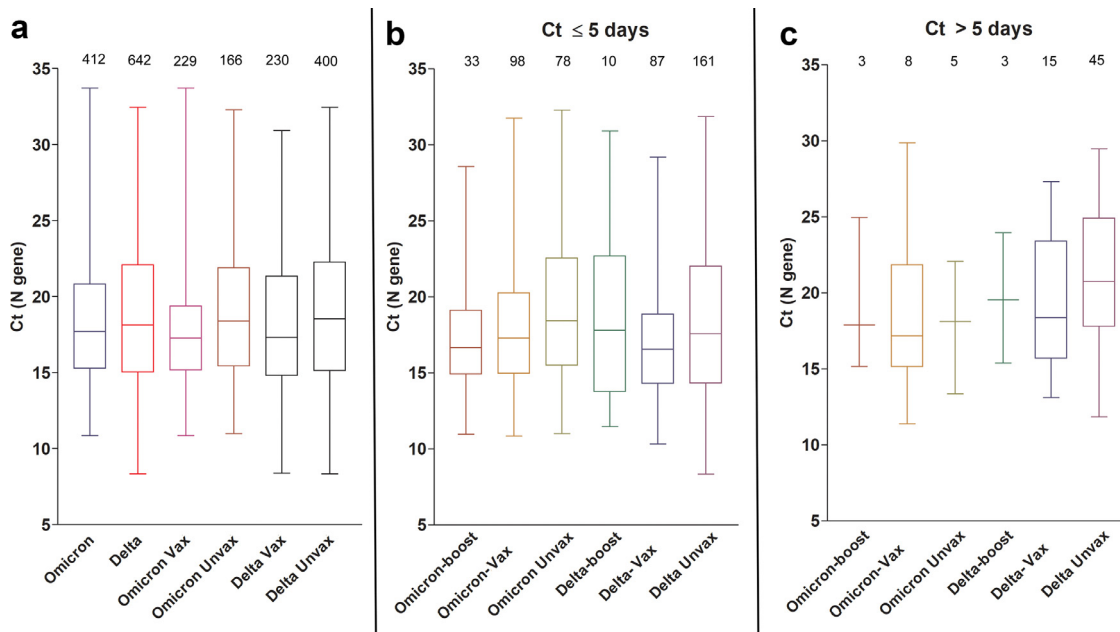 a
412 642 229 166 230 400
35
30
25
20
15
10
5
Ct (N gene)
Omicron
Delta
Omicron Vax
Omicron Unvax
Delta Vax
Delta Unvax
b
Ct ≤ 5 days
33 98 78 10 87 161
35
30
25
20
15
10
5
Ct (N gene)
Omicron-boost
Omicron- Vax
Omicron Unvax
Delta-boost
Delta- Vax
Delta Unvax
c
Ct > 5 days
3 8 5 3 15 45
35
30
25
20
15
10
5
Ct (N gene)
Omicron-boost
Omicron- Vax
Omicron Unvax
Delta-boost
Delta- Vax
Delta Unvax